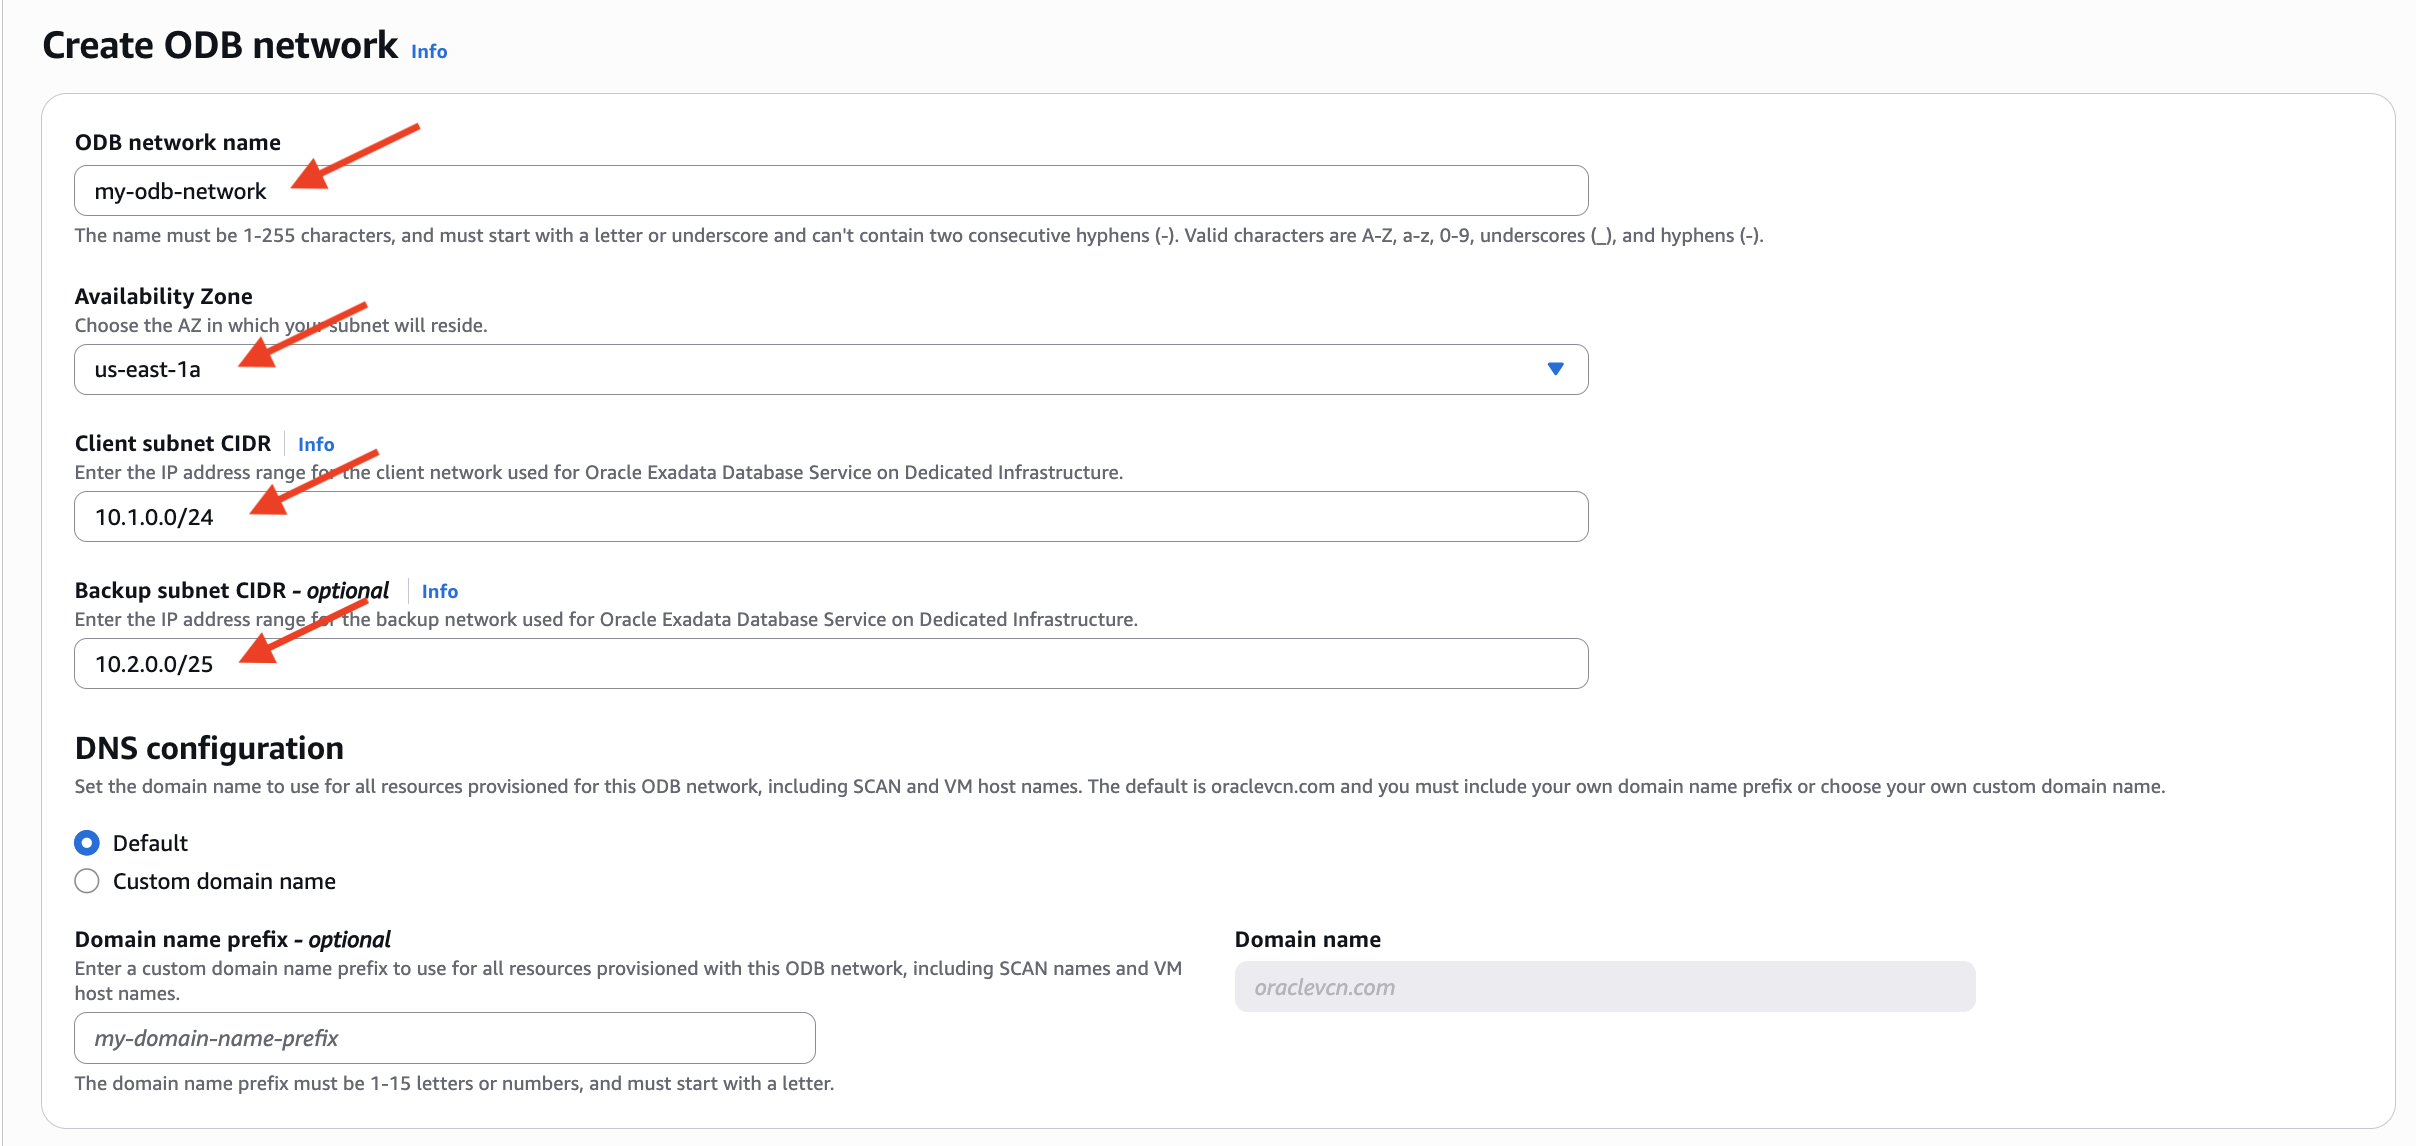 Create ODB network Info
ODB network name
my-odb-network
The name must be 1-255 characters, and must start with a letter or underscore and can't contain two consecutive hyphens (-). Valid characters are A-Z, a-z, 0-9, underscores (_), and hyphens (-).
Availability Zone
Choose the AZ in which your subnet will reside.
us-east-1a
Client subnet CIDR Info
Enter the IP address range for the client network used for Oracle Exadata Database Service on Dedicated Infrastructure.
10.1.0.0/24
Backup subnet CIDR - optional Info
Enter the IP address range for the backup network used for Oracle Exadata Database Service on Dedicated Infrastructure.
10.2.0.0/25
DNS configuration
Set the domain name to use for all resources provisioned for this ODB network, including SCAN and VM host names. The default is oraclevcn.com and you must include your own domain name prefix or choose your own custom domain name.
Default
Custom domain name
Domain name prefix - optional
Enter a custom domain name prefix to use for all resources provisioned with this ODB network, including SCAN names and VM
host names.
my-domain-name-prefix
The domain name prefix must be 1-15 letters or numbers, and must start with a letter.
Domain name
oraclevcn.com